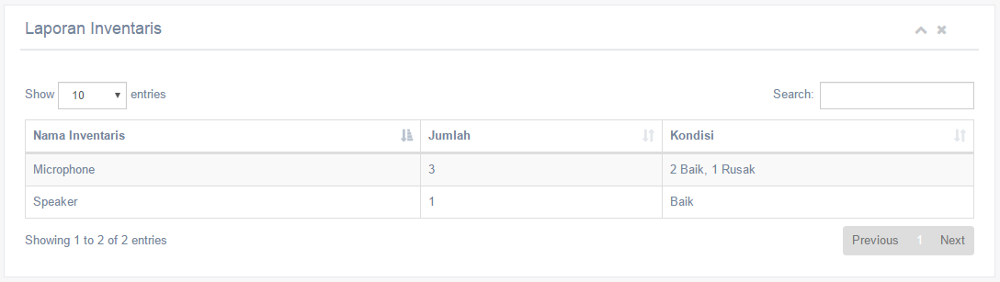 Laporan Inventaris
Show 10 entries Search:
Nama Inventaris Jumlah Kondisi
Microphone 3 2 Baik, 1 Rusak
Speaker 1 Baik
Showing 1 to 2 of 2 entries Previous 1 Next